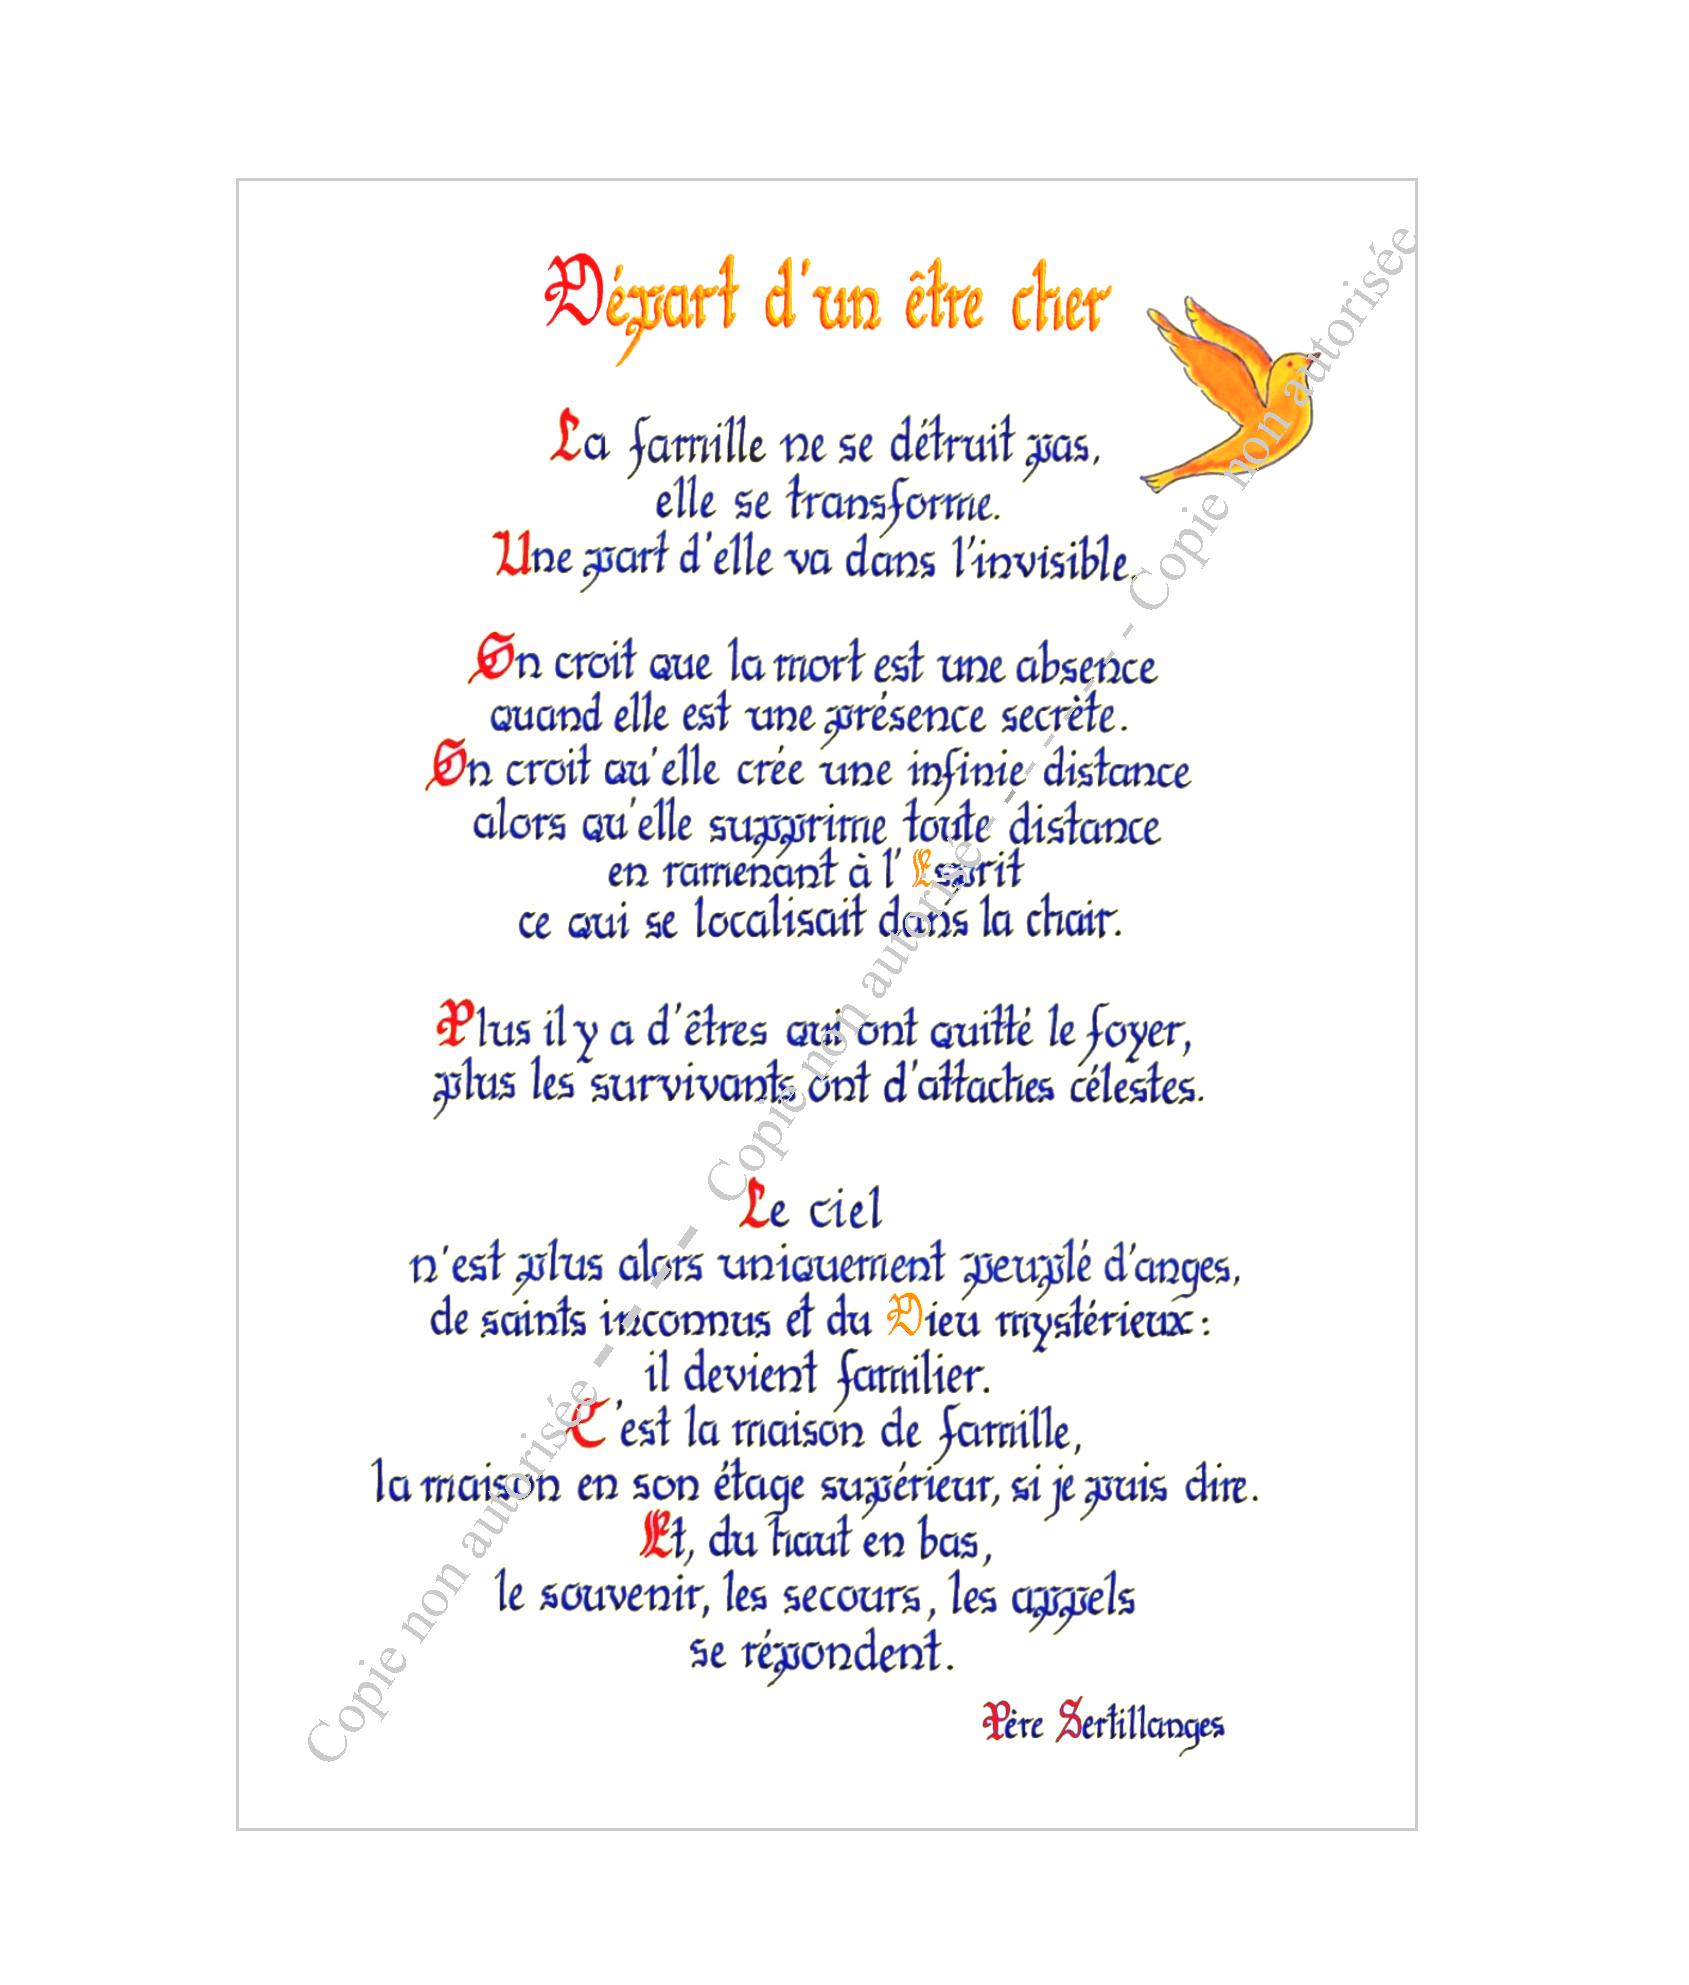 Départ d'un être cher
La famille ne se détruit pas,
elle se transforme.
Une part d'elle va dans l'invisible.
On croit que la mort est une absence
quand elle est une présence secrète.
On croit qu'elle crée une infinie distance
alors qu'elle supprime toute distance
en ramenant à l'Esprit
ce qui se localisait dans la chair.
Plus il y a d'êtres qui ont quitté le foyer,
plus les survivants ont d'attaches célestes.
Le ciel
n'est plus alors uniquement peuplé d'anges,
de saints inconnus et du Dieu mystérieux :
il devient familier.
C'est la maison de famille,
la maison en son étage supérieur, si je puis dire.
Et, du haut en bas,
le souvenir, les secours, les appels
se répondent.
Père Sertillanges
Copie non autorisée - - - - Copie non autorisée - - - - - - - Copie non autorisée